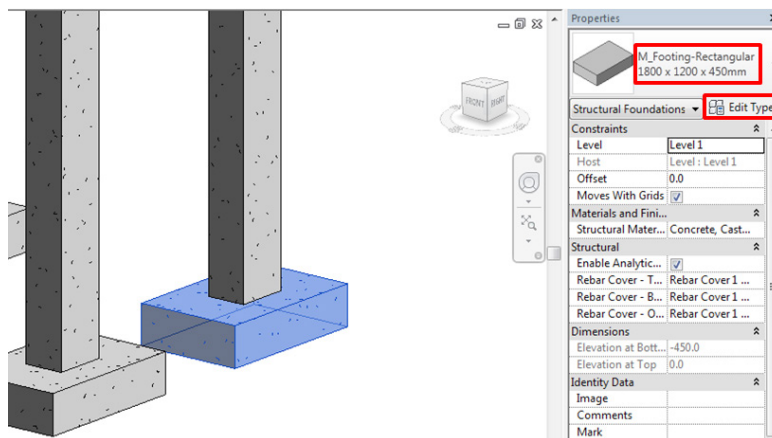 Properties
M_Footing-Rectangular
1800 x 1200 x 450mm
Structural Foundations
Edit Type
Constraints
Level Level 1
Host Level : Level 1
Offset 0.0
Moves With Grids
Materials and Fini...
Structural Mater... Concrete, Cast...
Structural
Enable Analytic...
Rebar Cover - T... Rebar Cover 1 ...
Rebar Cover - B... Rebar Cover 1 ...
Rebar Cover - O... Rebar Cover 1 ...
Dimensions
Elevation at Bott... -450.0
Elevation at Top 0.0
Identity Data
Image
Comments
Mark
FRONT RIGHT